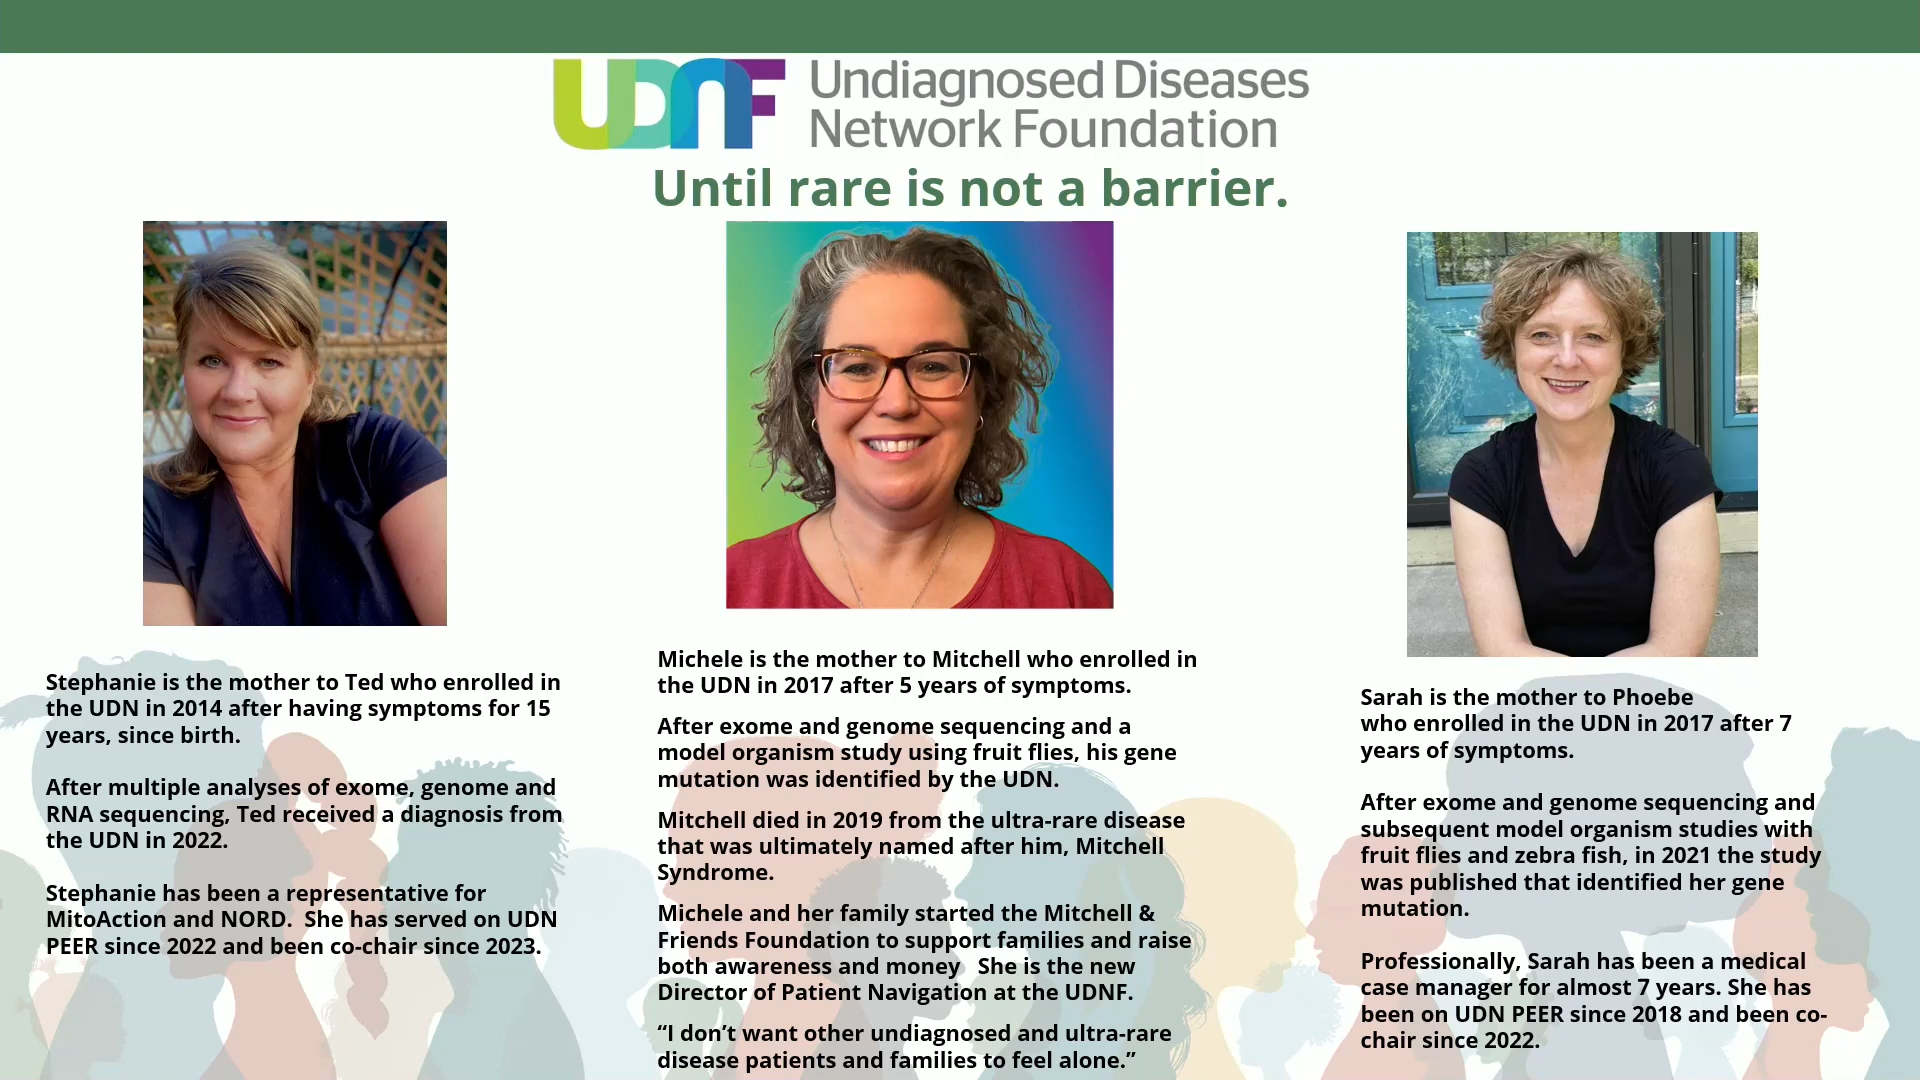 UDNF Undiagnosed Diseases
Network Foundation
Until rare is not a barrier.
Stephanie is the mother to Ted who enrolled in
the UDN in 2014 after having symptoms for 15
years, since birth.
After multiple analyses of exome, genome and
RNA sequencing, Ted received a diagnosis from
the UDN in 2022.
Stephanie has been a representative for
MitoAction and NORD.  She has served on UDN
PEER since 2022 and been co-chair since 2023.
Michele is the mother to Mitchell who enrolled in
the UDN in 2017 after 5 years of symptoms.
After exome and genome sequencing and a
model organism study using fruit flies, his gene
mutation was identified by the UDN.
Mitchell died in 2019 from the ultra-rare disease
that was ultimately named after him, Mitchell
Syndrome.
Michele and her family started the Mitchell &
Friends Foundation to support families and raise
both awareness and money   She is the new
Director of Patient Navigation at the UDNF.
“I don’t want other undiagnosed and ultra-rare
disease patients and families to feel alone.”
Sarah is the mother to Phoebe
who enrolled in the UDN in 2017 after 7
years of symptoms.
After exome and genome sequencing and
subsequent model organism studies with
fruit flies and zebra fish, in 2021 the study
was published that identified her gene
mutation.
Professionally, Sarah has been a medical
case manager for almost 7 years. She has
been on UDN PEER since 2018 and been co-
chair since 2022.